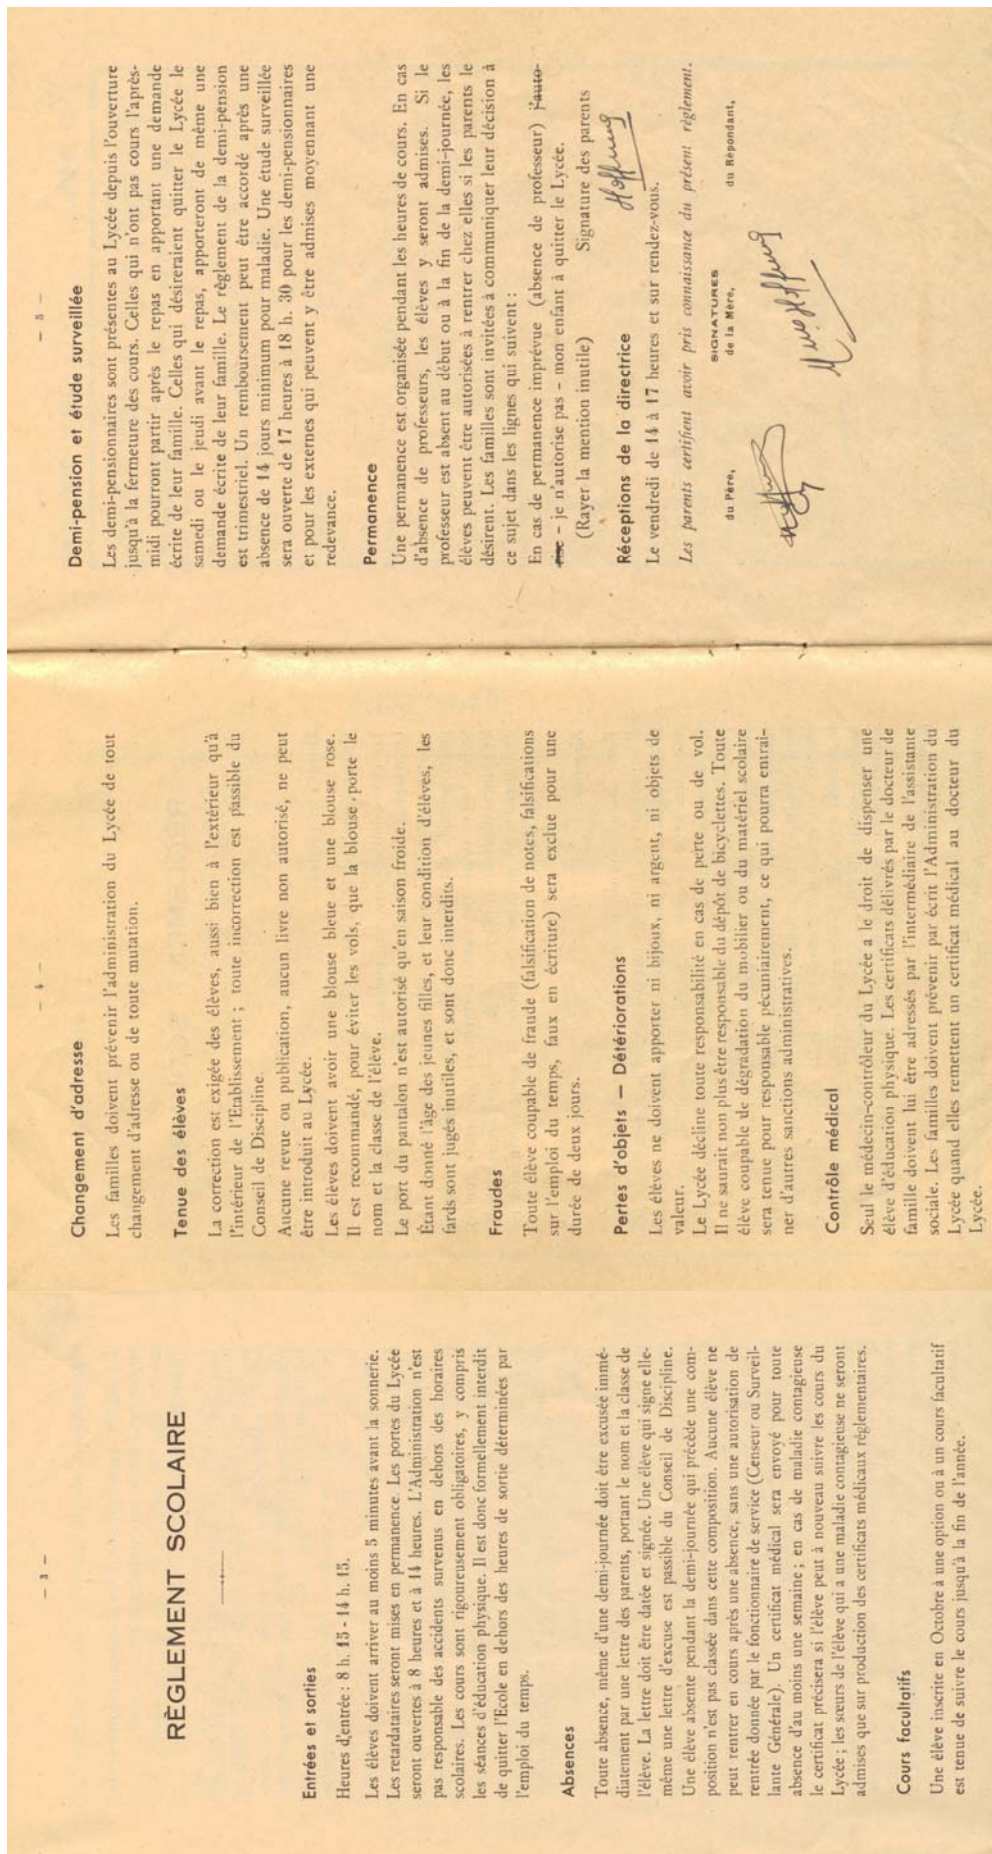 - 3 -
RÈGLEMENT SCOLAIRE
Entrées et sorties
Heures d'entrée : 8 h. 15 - 14 h. 15.
Les élèves doivent arriver au moins 5 minutes avant la sonnerie.
Les retardataires seront mises en permanence. Les portes du Lycée
seront ouvertes à 8 heures et à 14 heures. L'Administration n'est
pas responsable des accidents survenus en dehors des horaires
scolaires. Les cours sont rigoureusement obligatoires, y compris
les séances d'éducation physique. Il est donc formellement interdit
de quitter l'Ecole en dehors des heures de sortie déterminées par
l'emploi du temps.
Absences
Toute absence, même d'une demi-journée doit être excusée immé-
diatement par une lettre des parents, portant le nom et la classe de
l'élève. La lettre doit être datée et signée. Une élève qui signe elle-
même une lettre d'excuse est passible du Conseil de Discipline.
Une élève absente pendant la demi-journée qui précède une com-
position n'est pas classée dans cette composition. Aucune élève ne
peut rentrer en cours après une absence, sans une autorisation de
rentrée donnée par le fonctionnaire de service (Censeur ou Surveil-
lante Générale). Un certificat médical sera envoyé pour toute
absence d'au moins une semaine ; en cas de maladie contagieuse
le certificat précisera si l'élève peut à nouveau suivre les cours du
Lycée ; les sœurs de l'élève qui a une maladie contagieuse ne seront
admises que sur production des certificats médicaux réglementaires.
Cours facultatifs
Une élève inscrite en Octobre à une option ou à un cours facultatif
est tenue de suivre le cours jusqu'à la fin de l'année.
- 4 -
Changement d'adresse
Les familles doivent prévenir l'administration du Lycée de tout
changement d'adresse ou de toute mutation.
Tenue des élèves
La correction est exigée des élèves, aussi bien à l'extérieur qu'à
l'intérieur de l'Etablissement ; toute incorrection est passible du
Conseil de Discipline.
Aucune revue ou publication, aucun livre non autorisé, ne peut
être introduit au Lycée.
Les élèves doivent avoir une blouse bleue et une blouse rose.
Il est recommandé, pour éviter les vols, que la blouse porte le
nom et la classe de l'élève.
Le port du pantalon n'est autorisé qu'en saison froide.
Étant donné l'âge des jeunes filles, et leur condition d'élèves, les
fards sont jugés inutiles, et sont donc interdits.
Fraudes
Toute élève coupable de fraude (falsification de notes, falsifications
sur l'emploi du temps, faux en écriture) sera exclue pour une
durée de deux jours.
Pertes d'objets — Détériorations
Les élèves ne doivent apporter ni bijoux, ni argent, ni objets de
valeur.
Le Lycée décline toute responsabilité en cas de perte ou de vol.
Il ne saurait non plus être responsable du dépôt de bicyclettes. Toute
élève coupable de dégradation du mobilier ou du matériel scolaire
sera tenue pour responsable pécuniairement, ce qui pourra entraî-
ner d'autres sanctions administratives.
Contrôle médical
Seul le médecin-contrôleur du Lycée a le droit de dispenser une
élève d'éducation physique. Les certificats délivrés par le docteur de
famille doivent lui être adressés par l'intermédiaire de l'assistante
sociale. Les familles doivent prévenir par écrit l'Administration du
Lycée quand elles remettent un certificat médical au docteur du
Lycée.
- 5 -
Demi-pension et étude surveillée
Les demi-pensionnaires sont présentes au Lycée depuis l'ouverture
jusqu'à la fermeture des cours. Celles qui n'ont pas cours l'après-
midi pourront partir après le repas en apportant une demande
écrite de leur famille. Celles qui désireraient quitter le Lycée le
samedi ou le jeudi avant le repas, apporteront de même une
demande écrite de leur famille. Le règlement de la demi-pension
est trimestriel. Un remboursement peut être accordé après une
absence de 14 jours minimum pour maladie. Une étude surveillée
sera ouverte de 17 heures à 18 h. 30 pour les demi-pensionnaires
et pour les externes qui peuvent y être admises moyennant une
redevance.
Permanence
Une permanence est organisée pendant les heures de cours. En cas
d'absence de professeurs, les élèves y seront admises. Si le
professeur est absent au début ou à la fin de la demi-journée, les
élèves peuvent être autorisées à rentrer chez elles si les parents le
désirent. Les familles sont invitées à communiquer leur décision à
ce sujet dans les lignes qui suivent :
En cas de permanence imprévue (absence de professeur) j'auto-
rise - je n'autorise pas - mon enfant à quitter le Lycée.
(Rayer la mention inutile) Signature des parents
Hoffnung
Réceptions de la directrice
Le vendredi de 14 à 17 heures et sur rendez-vous.
Les parents certifient avoir pris connaissance du présent règlement.
SIGNATURES
du Père, de la Mère, du Répondant,
Hoffnung